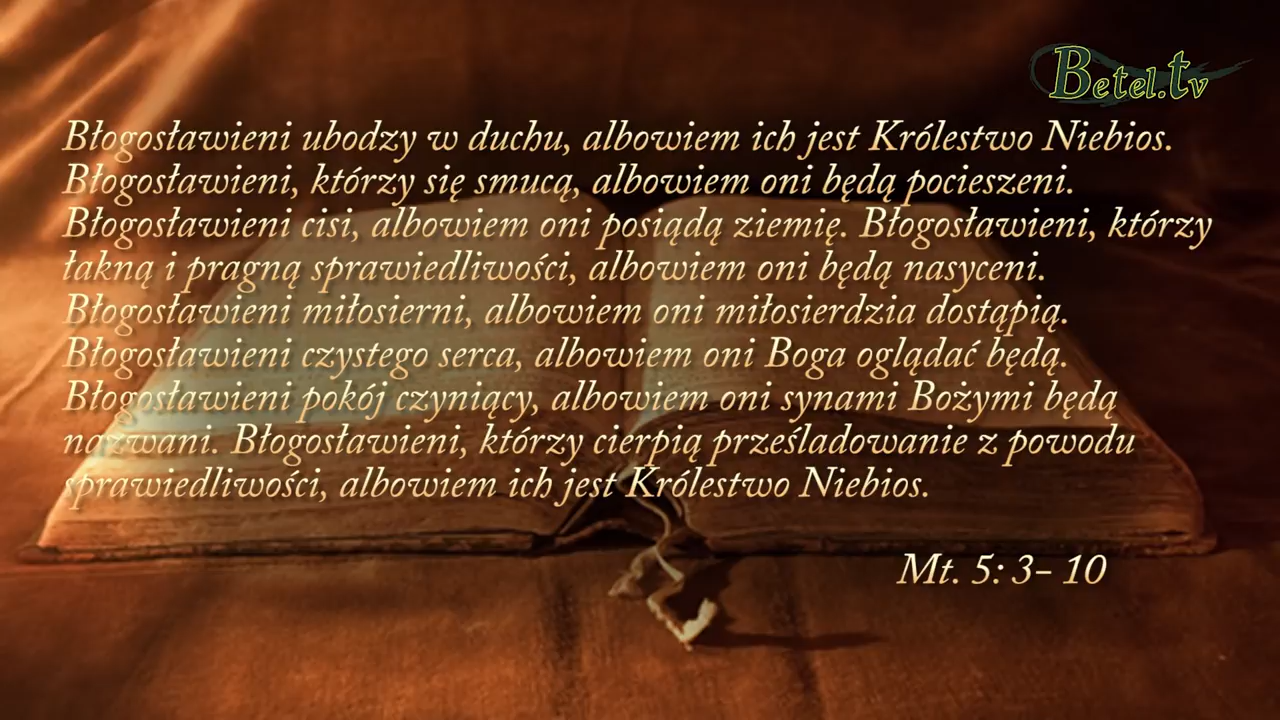 Betel.tv
Błogosławieni ubodzy w duchu, albowiem ich jest Królestwo Niebios.
Błogosławieni, którzy się smucą, albowiem oni będą pocieszeni.
Błogosławieni cisi, albowiem oni posiądą ziemię. Błogosławieni, którzy
łakną i pragną sprawiedliwości, albowiem oni będą nasyceni.
Błogosławieni miłosierni, albowiem oni miłosierdzia dostąpią.
Błogosławieni czystego serca, albowiem oni Boga oglądać będą.
Błogosławieni pokój czyniący, albowiem oni synami Bożymi będą
nazwani. Błogosławieni, którzy cierpią prześladowanie z powodu
sprawiedliwości, albowiem ich jest Królestwo Niebios.
Mt. 5: 3- 10